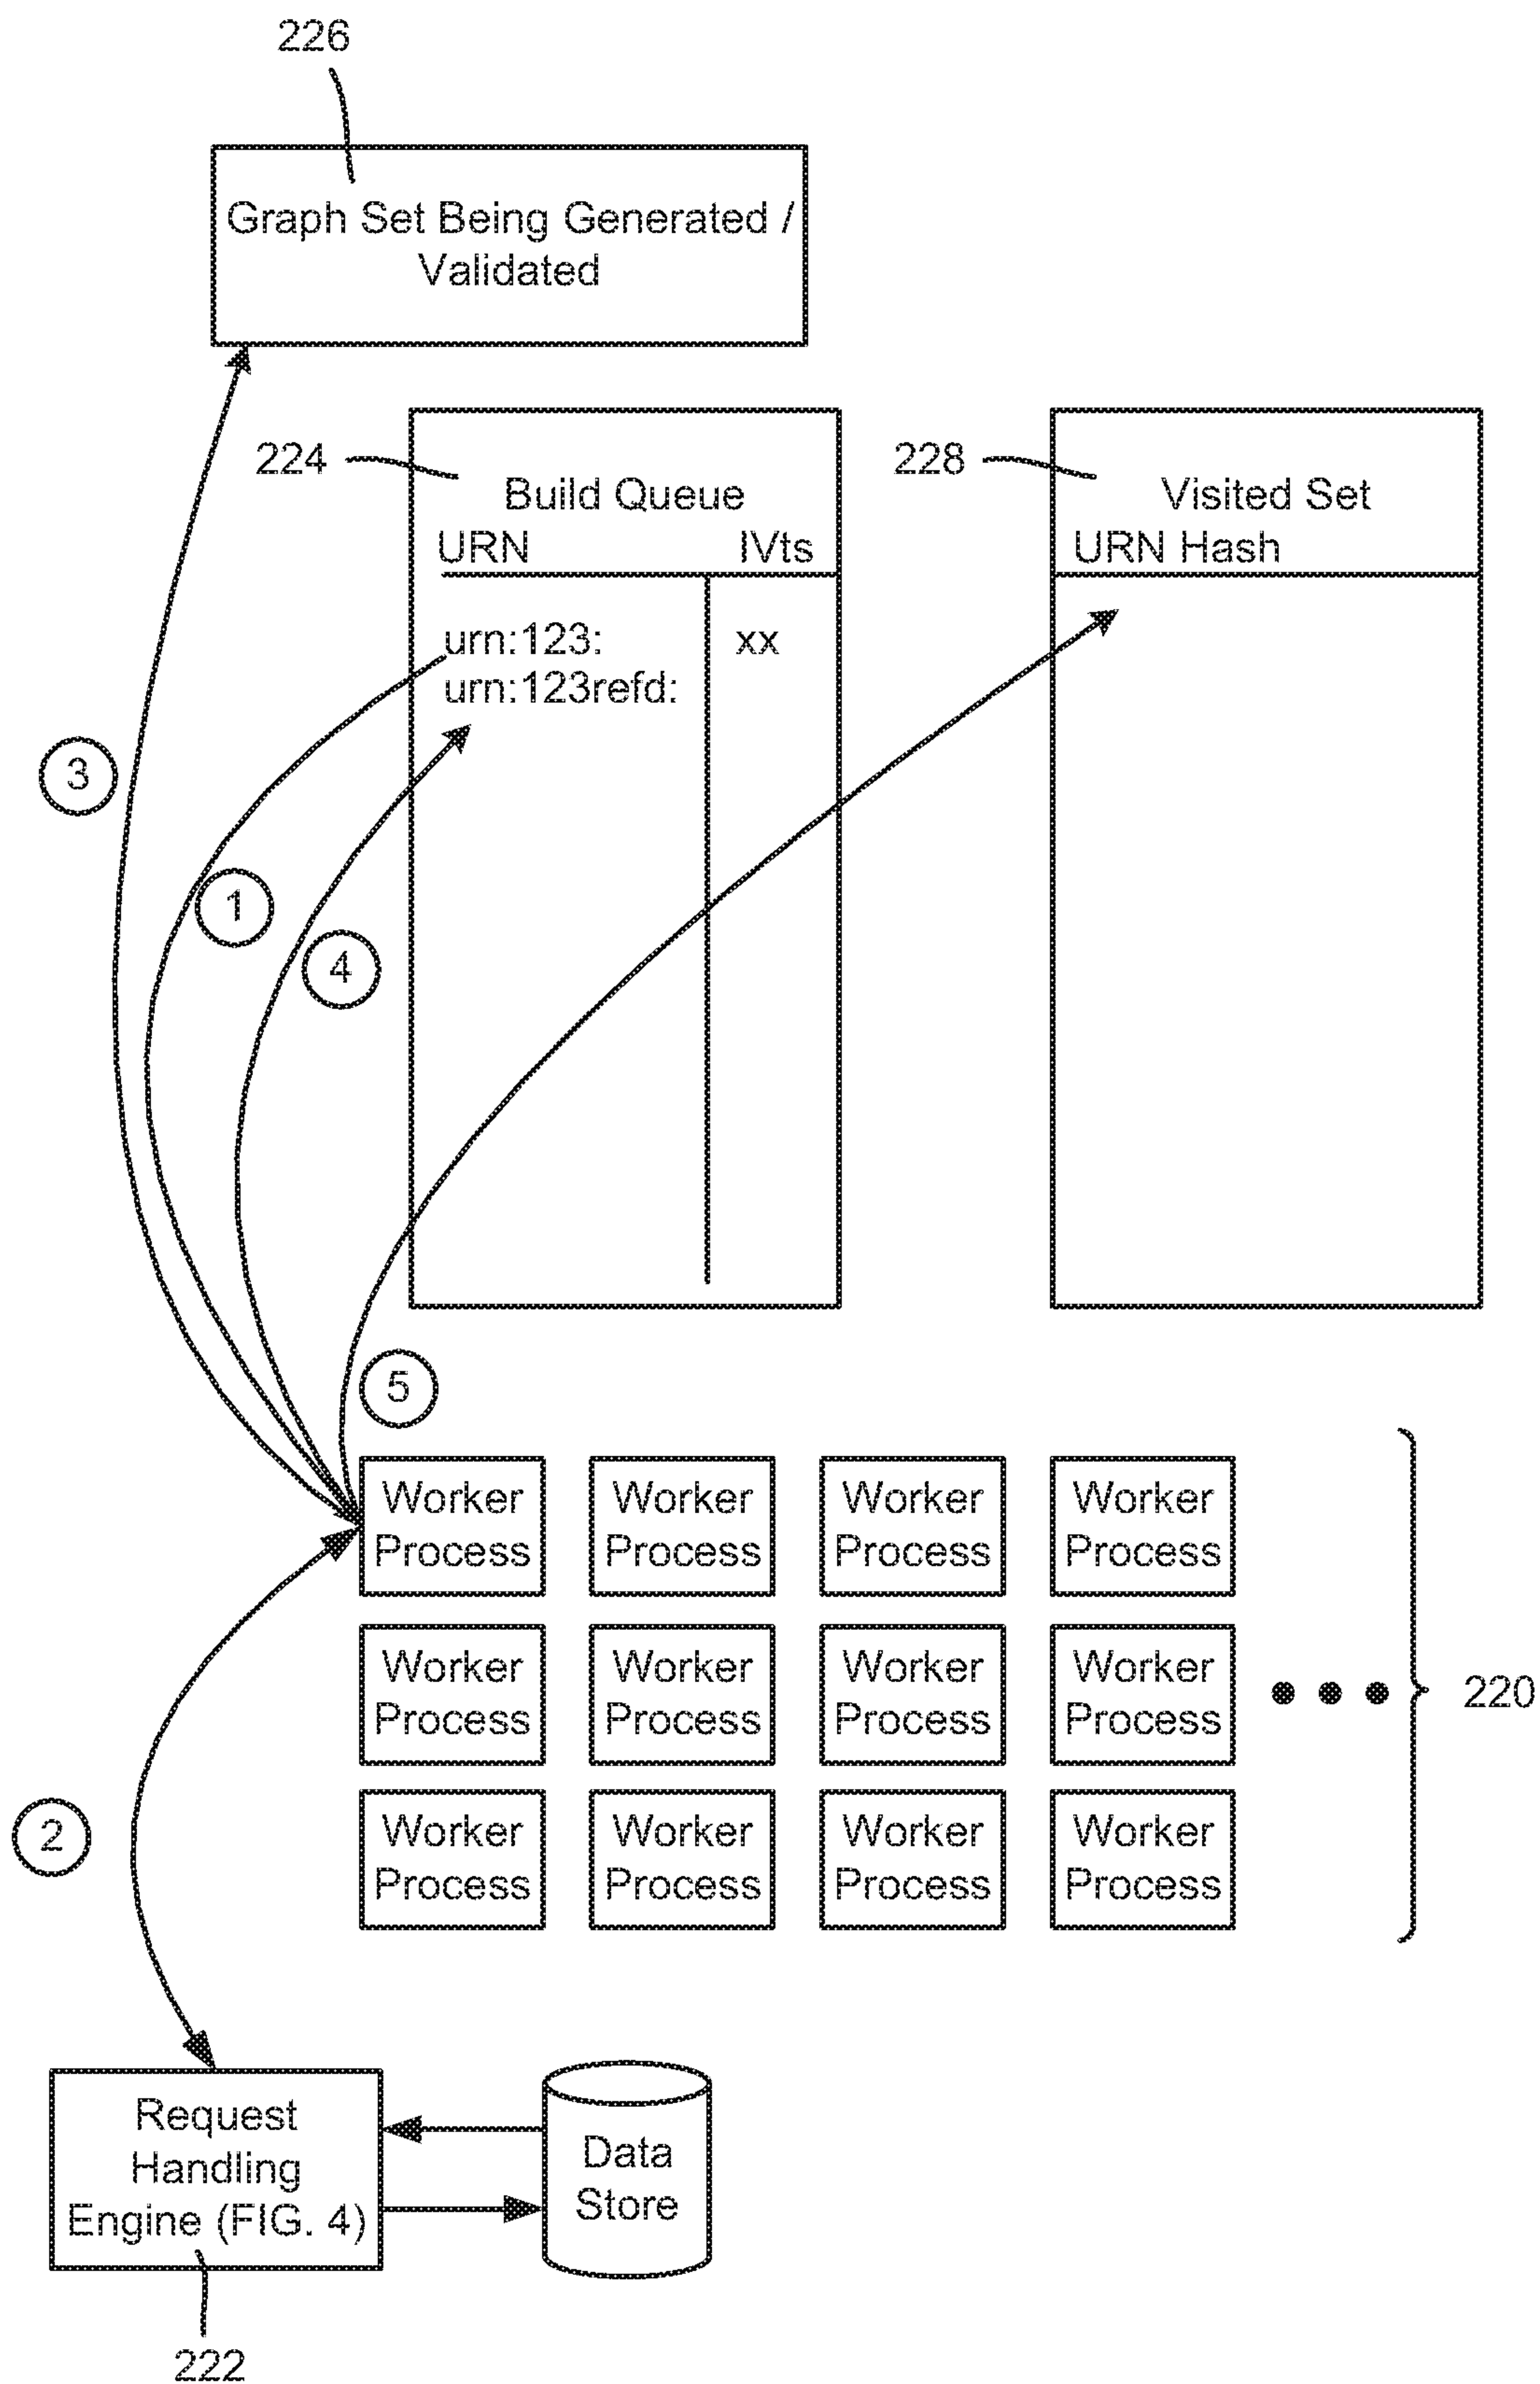 226
Graph Set Being Generated /
Validated
224
Build Queue
URN IVts
urn:123: xx
urn:123refd:
228
Visited Set
URN Hash
3
1
4
5
Worker Process
Worker Process
Worker Process
Worker Process
Worker Process
Worker Process
Worker Process
Worker Process
Worker Process
Worker Process
Worker Process
Worker Process
220
2
Request
Handling
Engine (FIG. 4)
Data
Store
222